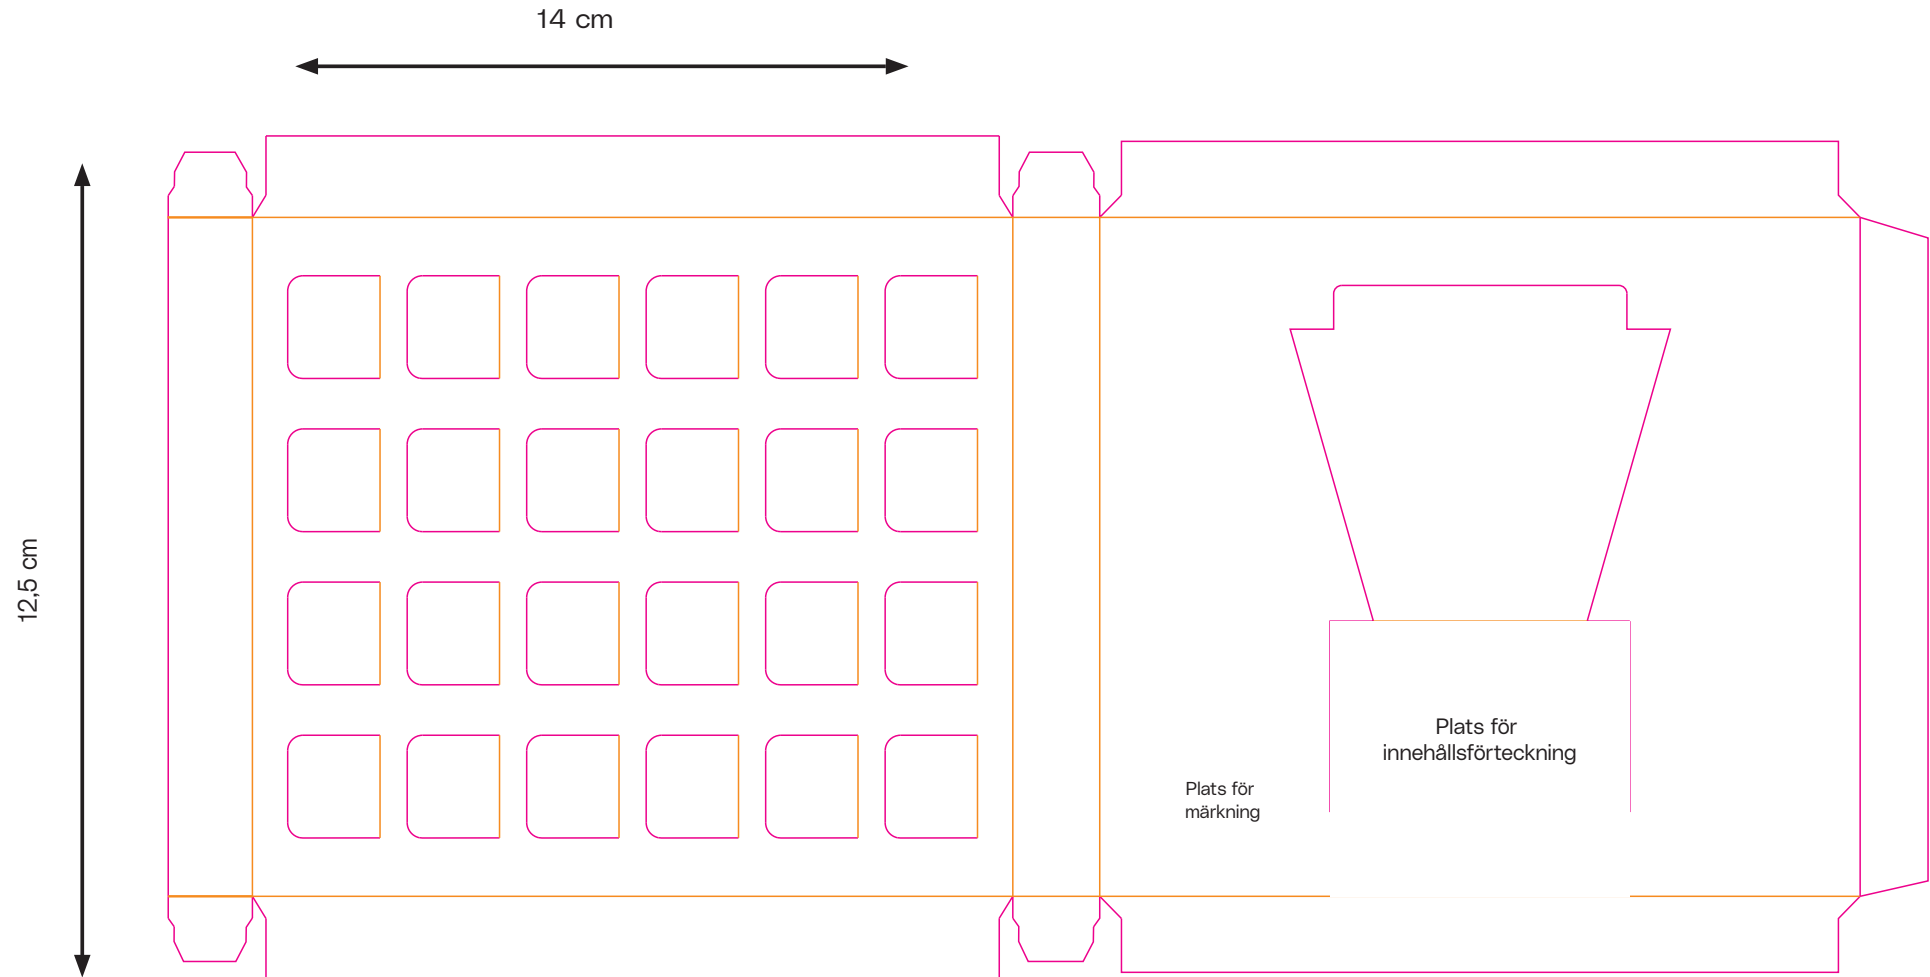 14 cm
12,5 cm
Plats för
innehållsförteckning
Plats för
märkning